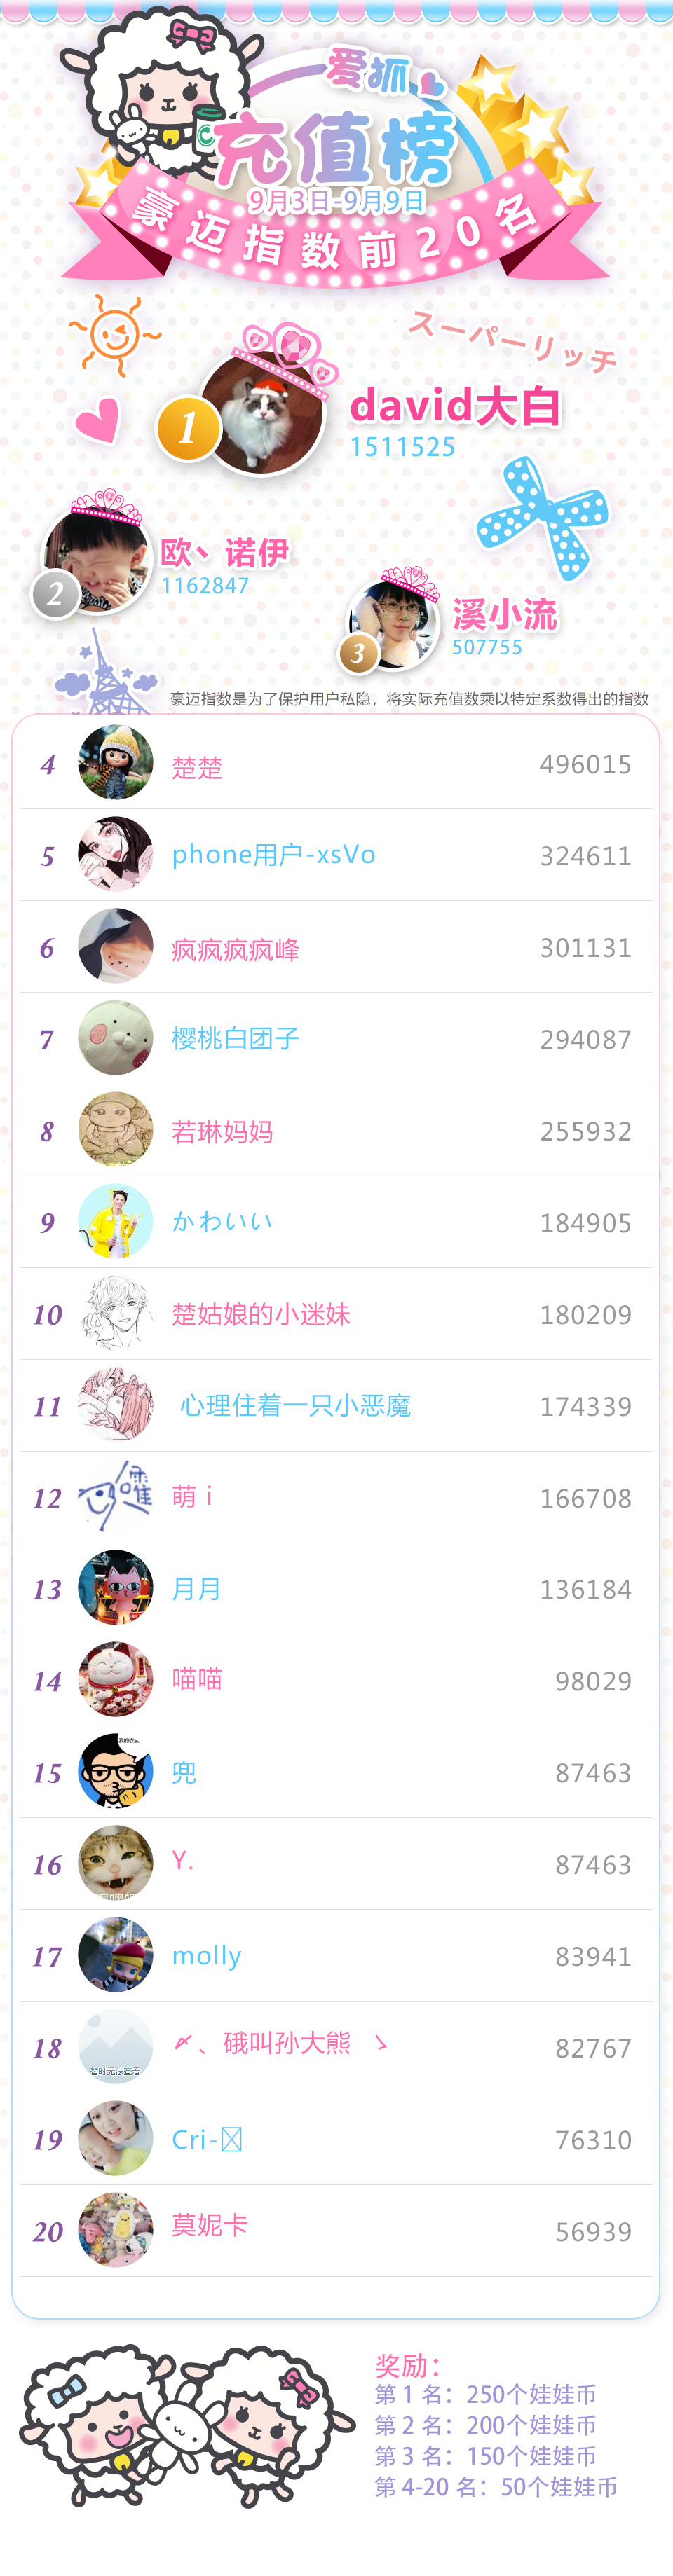 爱抓
充值榜
9月3日-9月9日
豪迈指数前20名
スーパーリッチ
1
david大白
1511525
2
欧丶诺伊
1162847
3
溪小流
507755
豪迈指数是为了保护用户私隐，将实际充值数乘以特定系数得出的指数
4 楚楚 496015
5 phone用户-xsVo 324611
6 疯疯疯疯峰 301131
7 樱桃白团子 294087
8 若琳妈妈 255932
9 かわいい 184905
10 楚姑娘的小迷妹 180209
11 心理住着一只小恶魔 174339
12 萌 i 166708
13 月月 136184
14 喵喵 98029
15 兜 87463
16 Y. 87463
17 molly 83941
暂时无法查看
18 、硪叫孙大熊 82767
19 Cri- 76310
20 莫妮卡 56939
奖励：
第 1 名：250个娃娃币
第 2 名：200个娃娃币
第 3 名：150个娃娃币
第 4-20 名：50个娃娃币